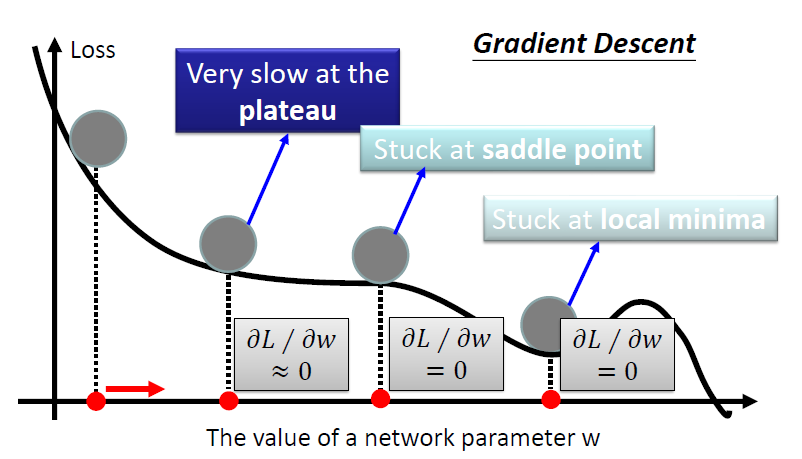 Loss
Gradient Descent
Very slow at the
plateau
Stuck at saddle point
Stuck at local minima
∂L / ∂w
≈ 0
∂L / ∂w
= 0
∂L / ∂w
= 0
The value of a network parameter w